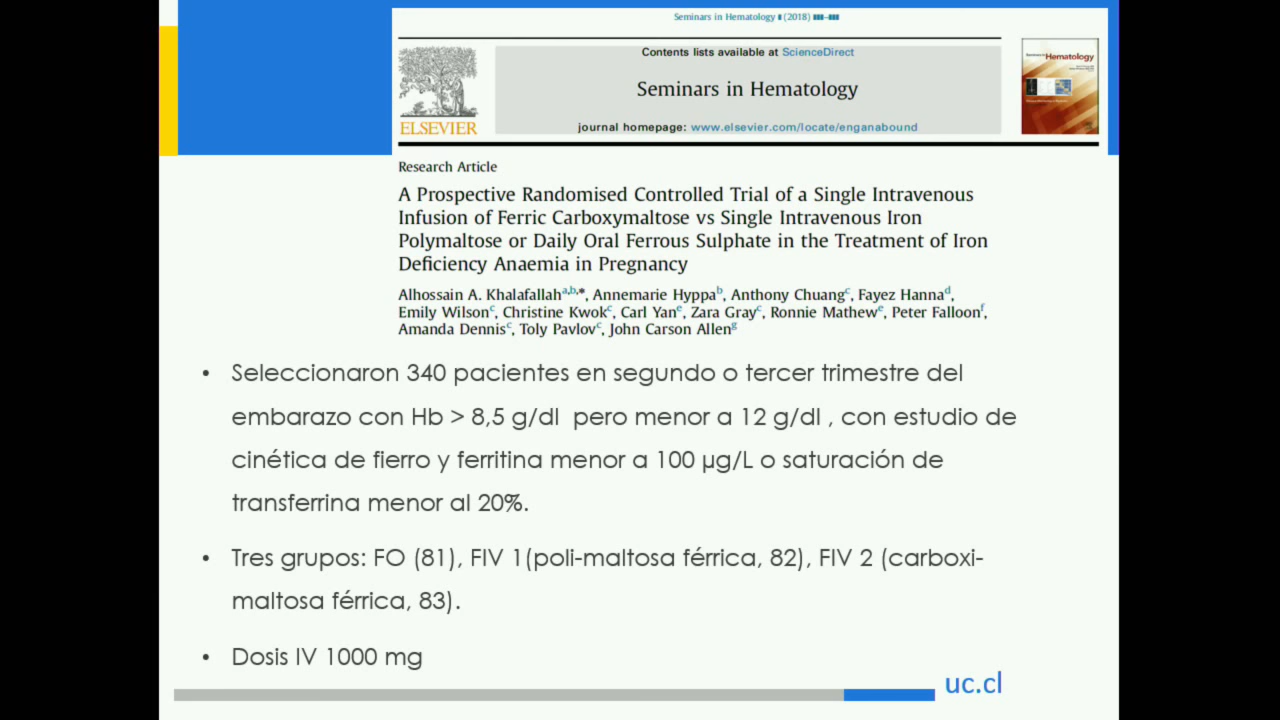 Seminars in Hematology (2018)
Contents lists available at ScienceDirect
Seminars in Hematology
journal homepage: www.elsevier.com/locate/enganabound
ELSEVIER
Hematology
Research Article
A Prospective Randomised Controlled Trial of a Single Intravenous
Infusion of Ferric Carboxymaltose vs Single Intravenous Iron
Polymaltose or Daily Oral Ferrous Sulphate in the Treatment of Iron
Deficiency Anaemia in Pregnancy
Alhossain A. Khalafallah a,b,*, Annemarie Hyppa b, Anthony Chuang c, Fayez Hanna d,
Emily Wilson c, Christine Kwok c, Carl Yan e, Zara Gray c, Ronnie Mathew e, Peter Falloon f,
Amanda Dennis c, Toly Pavlov c, John Carson Allen g
• Seleccionaron 340 pacientes en segundo o tercer trimestre del
embarazo con Hb > 8,5 g/dl pero menor a 12 g/dl , con estudio de
cinética de fierro y ferritina menor a 100 µg/L o saturación de
transferrina menor al 20%.
• Tres grupos: FO (81), FIV 1(poli-maltosa férrica, 82), FIV 2 (carboxi-
maltosa férrica, 83).
• Dosis IV 1000 mg
uc.cl